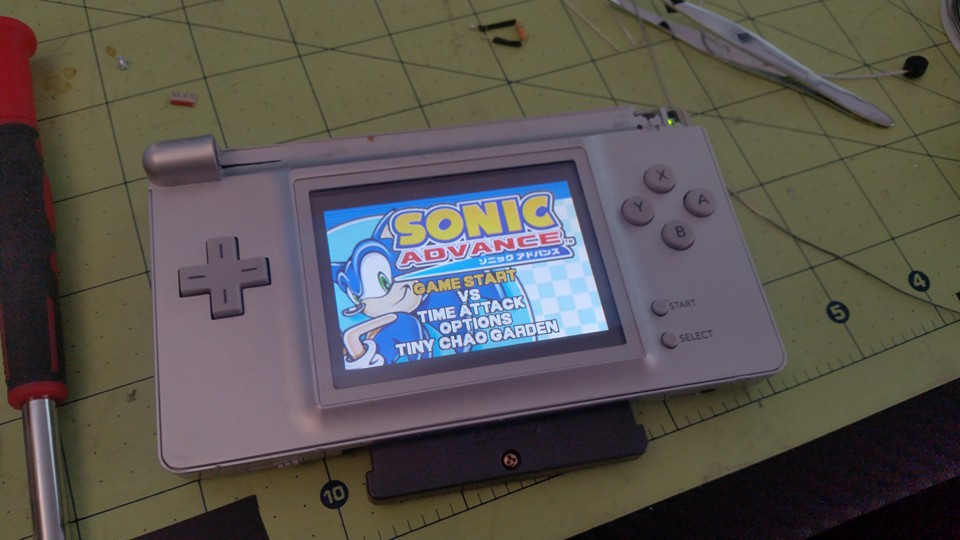 SONIC
ADVANCE™
ソニック アドバンス
GAME START
VS
TIME ATTACK
OPTIONS
TINY CHAO GARDEN
X
Y
A
B
START
SELECT
10
5
4